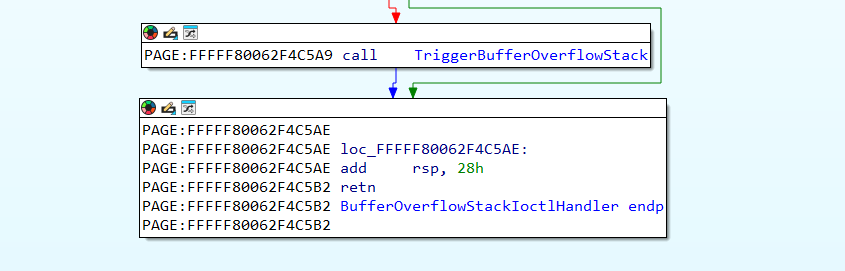 PAGE:FFFFF80062F4C5A9 call    TriggerBufferOverflowStack
PAGE:FFFFF80062F4C5AE
PAGE:FFFFF80062F4C5AE loc_FFFFF80062F4C5AE:
PAGE:FFFFF80062F4C5AE add     rsp, 28h
PAGE:FFFFF80062F4C5B2 retn
PAGE:FFFFF80062F4C5B2 BufferOverflowStackIoctlHandler endp
PAGE:FFFFF80062F4C5B2